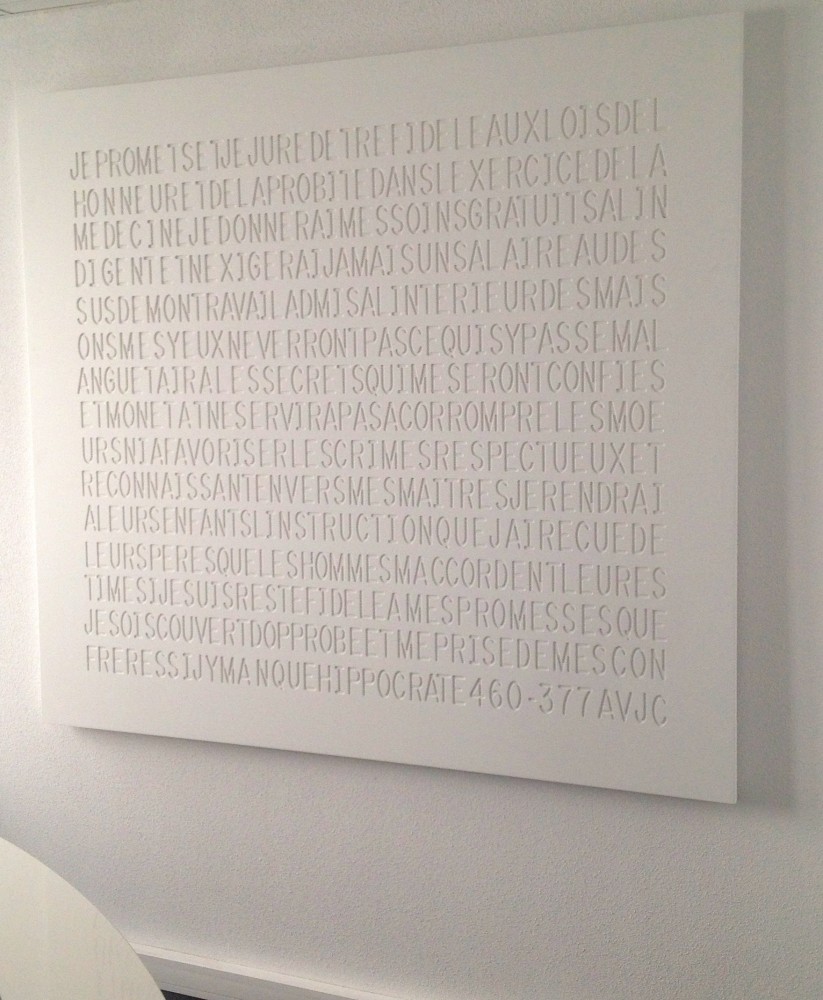 JEPROMETSETJEJUREDETREFIDELEAUXLOISDEL
HONNEURETDELAPROBITEDANSLEXERCICEDELA
MEDECINEJEDONNERAIMESSOINSGRATUITSALIN
DIGENTETNEXIGERAIJAMAISUNSALAIREAUDES
SUSDEMONTRAVAILADMISALINTERIEURDESMAIS
ONSMESYEUXNEVERRONTPASCEQUISYPASSEMAL
ANGUETAIRALESSECRETSQUIMESERONTCONFIES
ETMONETATNESERVIRAPASACORROMPRELESMOE
URSNIAFAVORISERLESCRIMESRESPECTUEUXET
RECONNAISSANTENVERSMESMAITRESJERENDRAI
ALEURSENFANTSLINSTRUCTIONQUEJAIRECUEDE
LEURSPERESQUELESHOMMESMACCORDENTLEURES
TIMESIJESUISRESTEFIDELEAMESPROMESSESQUE
JESOISCOUVERTDOPPROBEETMEPRISEDEMESCON
FRERESSIJYMANQUEHIPPOCRATE460-377AVJC